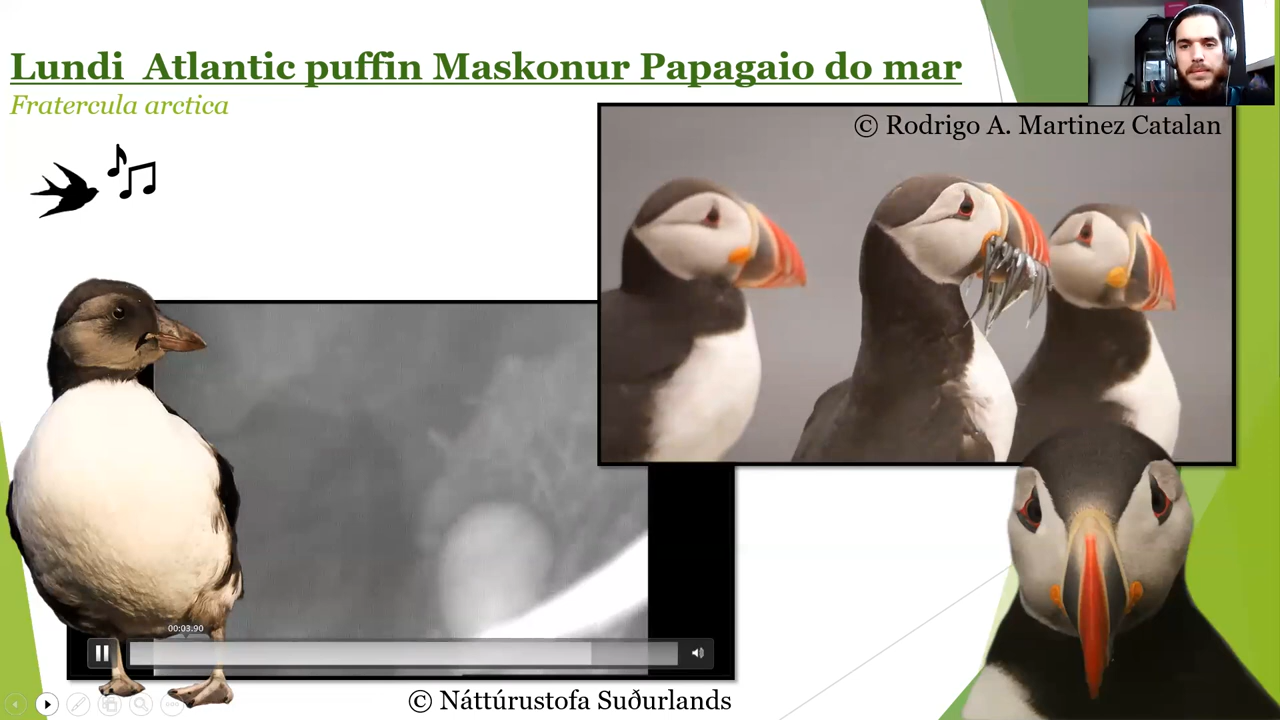 Lundi  Atlantic puffin Maskonur Papagaio do mar
Fratercula arctica
© Rodrigo A. Martinez Catalan
00:03.90
© Náttúrustofa Suðurlands